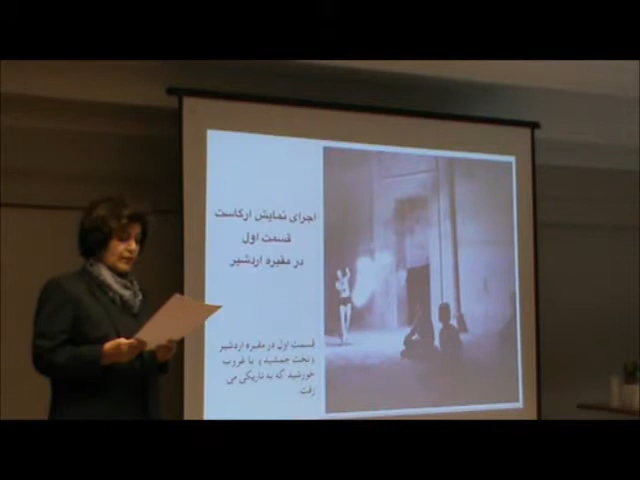 اجرای نمایش ارگاست
قسمت اول
در مقبره اردشیر
قسمت اول در مقبره اردشیر
(تخت جمشید) با غروب
خورشید که به تاریکی می
رفت